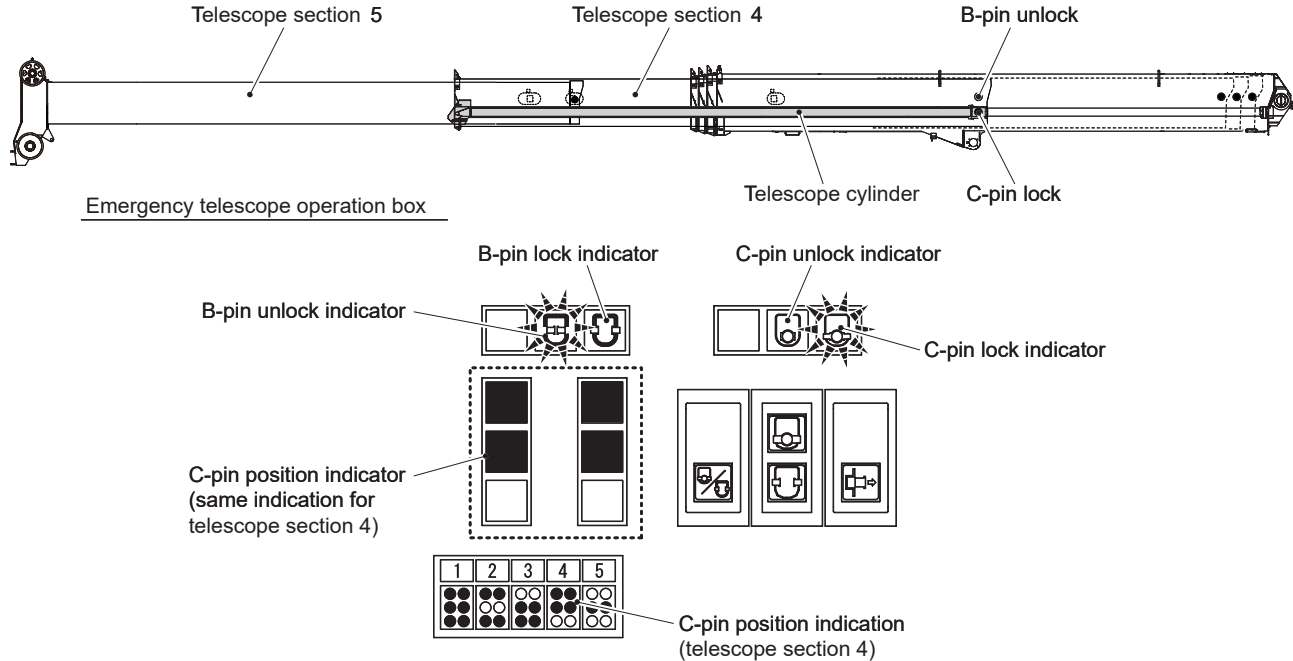 Telescope section 5
Telescope section 4
B-pin unlock
Telescope cylinder
C-pin lock
Emergency telescope operation box
B-pin lock indicator
C-pin unlock indicator
B-pin unlock indicator
C-pin lock indicator
C-pin position indicator
(same indication for
telescope section 4)
1 2 3 4 5
C-pin position indication
(telescope section 4)